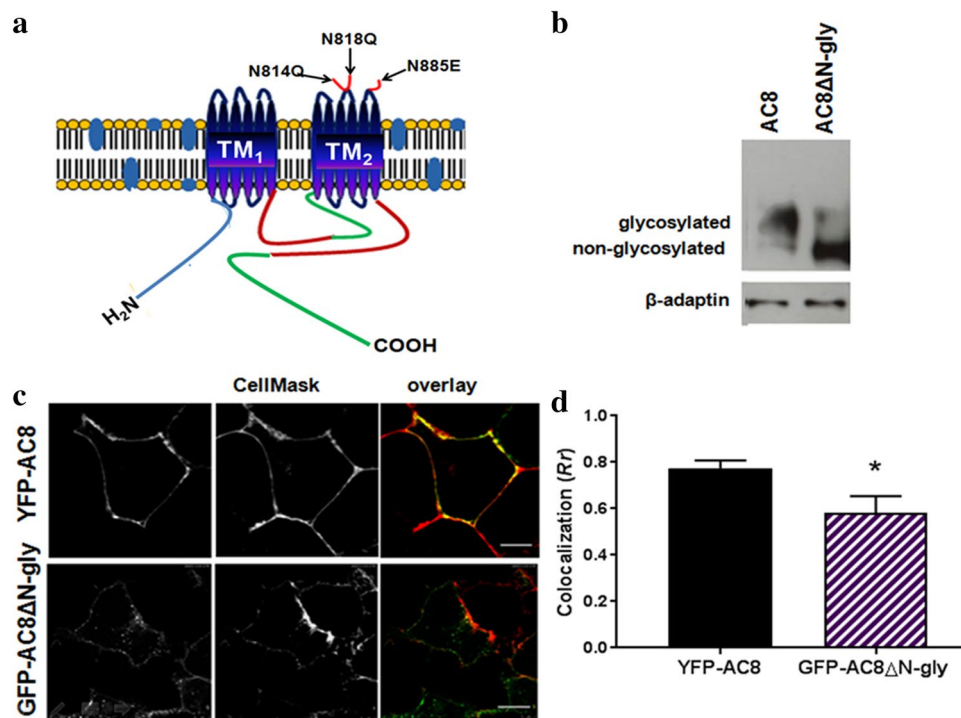 a
N818Q
N814Q
N885E
TM1
TM2
H2N
COOH
b
AC8
AC8ΔN-gly
glycosylated
non-glycosylated
β-adaptin
c
CellMask
overlay
YFP-AC8
GFP-AC8ΔN-gly
d
Colocalization (Rr)
1.0
0.8
0.6
0.4
0.2
0.0
*
YFP-AC8
GFP-AC8△N-gly